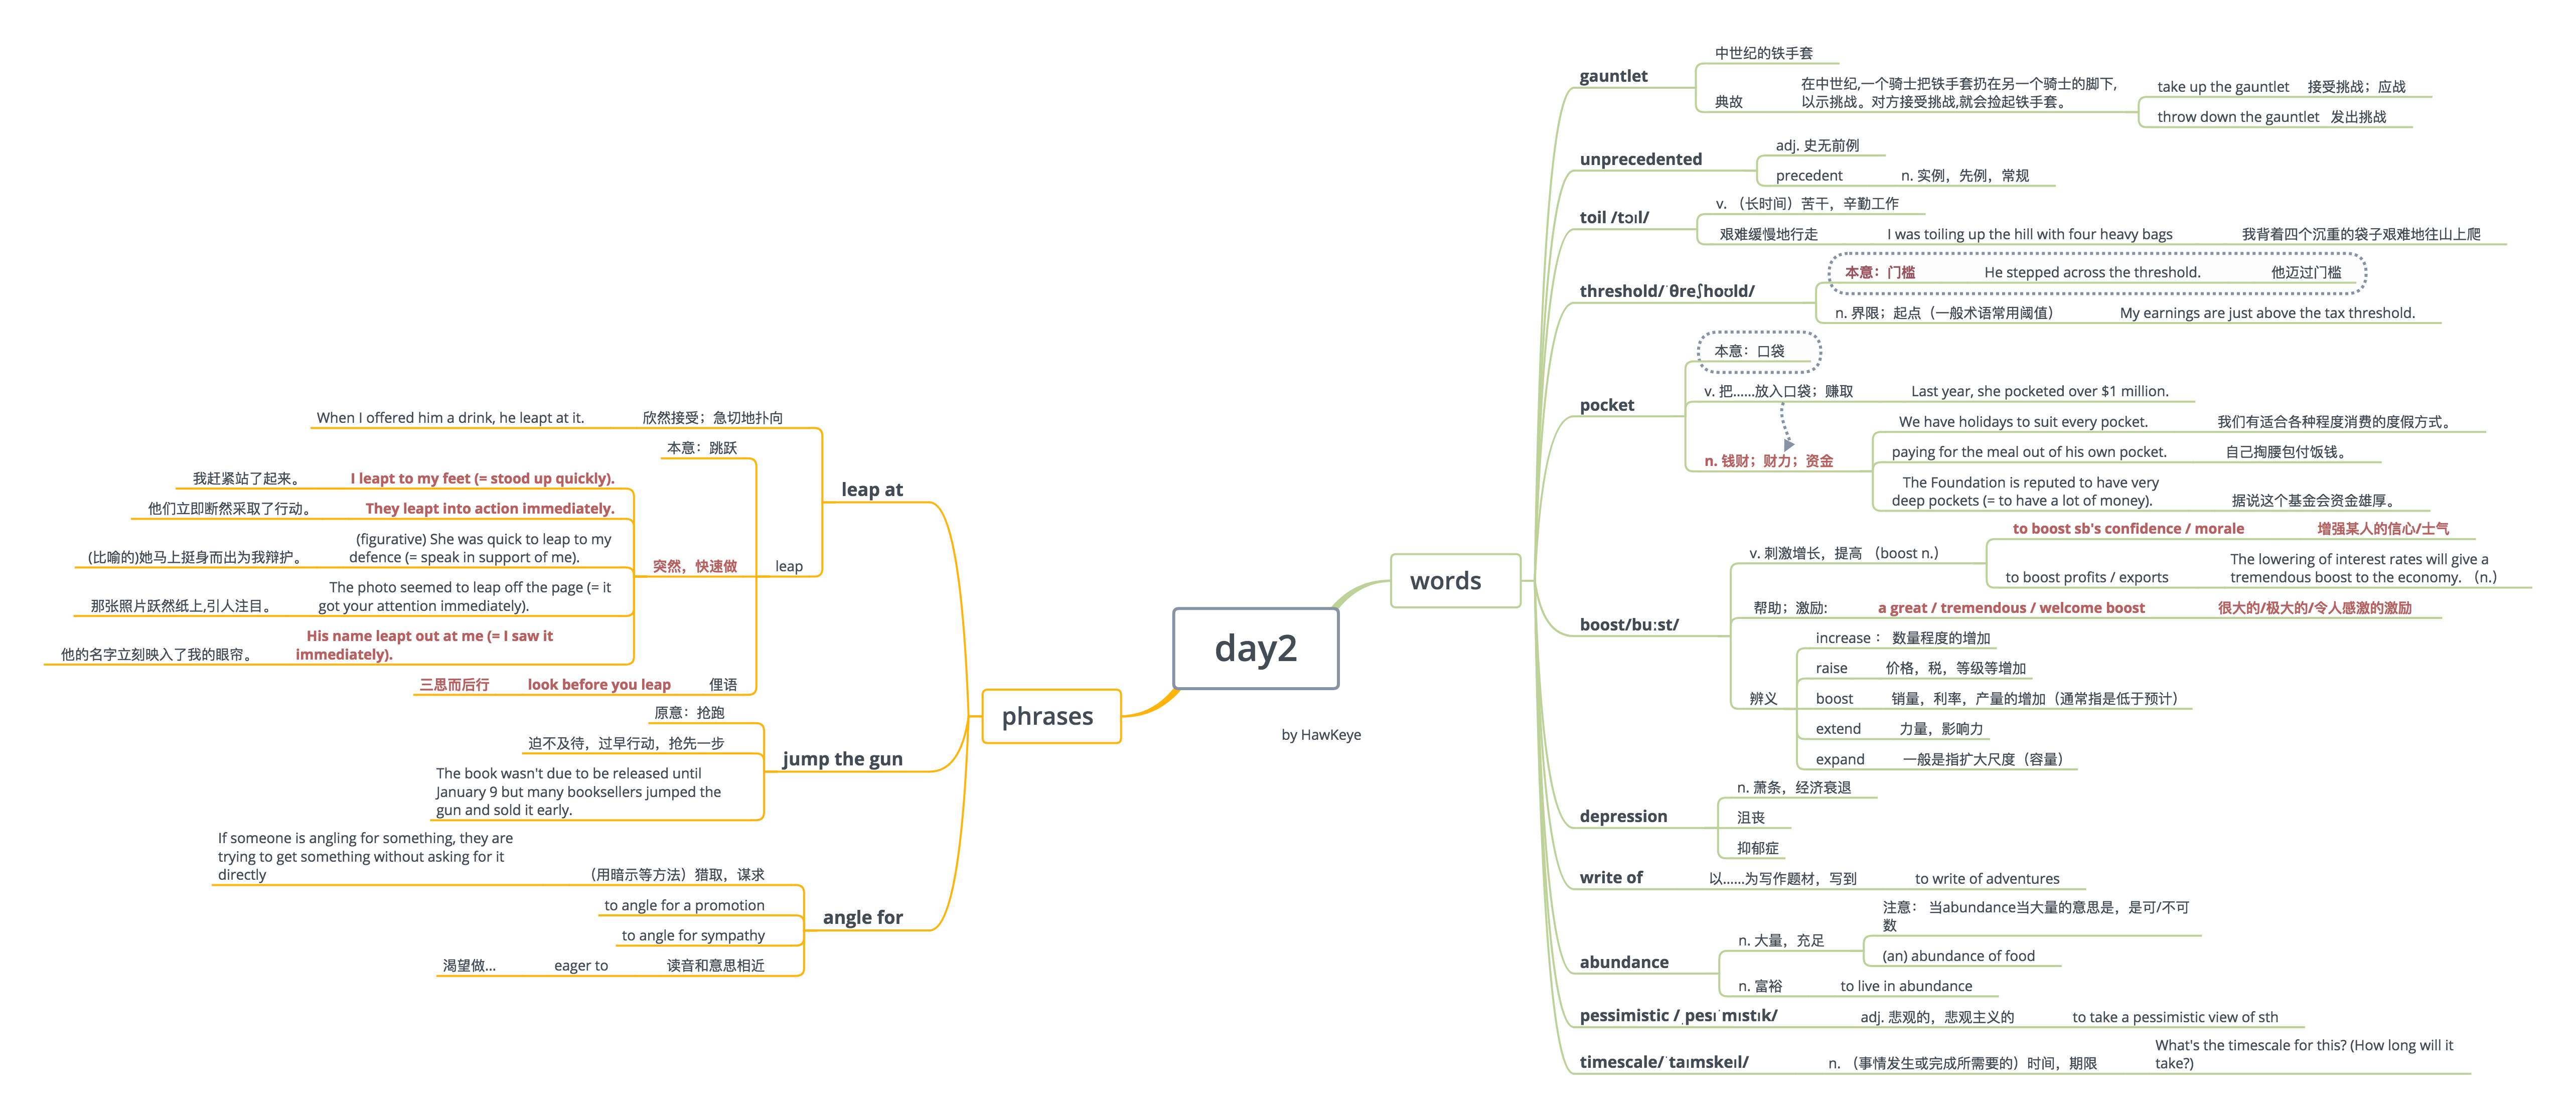 day2
by HawKeye
words
gauntlet
中世纪的铁手套
典故
在中世纪,一个骑士把铁手套扔在另一个骑士的脚下,
以示挑战。对方接受挑战,就会捡起铁手套。
take up the gauntlet 接受挑战；应战
throw down the gauntlet 发出挑战
unprecedented
adj. 史无前例
precedent n. 实例，先例，常规
toil /tɔɪl/
v. （长时间）苦干，辛勤工作
艰难缓慢地行走 I was toiling up the hill with four heavy bags 我背着四个沉重的袋子艰难地往山上爬
threshold/ˈθreʃhoʊld/
本意：门槛 He stepped across the threshold. 他迈过门槛
n. 界限；起点（一般术语常用阈值） My earnings are just above the tax threshold.
pocket
本意：口袋
v. 把……放入口袋；赚取 Last year, she pocketed over $1 million.
n. 钱财；财力；资金
We have holidays to suit every pocket. 我们有适合各种程度消费的度假方式。
paying for the meal out of his own pocket. 自己掏腰包付饭钱。
The Foundation is reputed to have very
deep pockets (= to have a lot of money). 据说这个基金会资金雄厚。
boost/buːst/
v. 刺激增长，提高 （boost n.）
to boost sb's confidence / morale 增强某人的信心/士气
to boost profits / exports
The lowering of interest rates will give a
tremendous boost to the economy. （n.）
帮助；激励: a great / tremendous / welcome boost 很大的/极大的/令人感激的激励
辨义
increase： 数量程度的增加
raise 价格，税，等级等增加
boost 销量，利率，产量的增加（通常指是低于预计）
extend 力量，影响力
expand 一般是指扩大尺度（容量）
depression
n. 萧条，经济衰退
沮丧
抑郁症
write of 以……为写作题材，写到 to write of adventures
abundance
n. 大量，充足
注意： 当abundance当大量的意思是，是可/不可
数
(an) abundance of food
n. 富裕 to live in abundance
pessimistic /ˌpesɪˈmɪstɪk/ adj. 悲观的，悲观主义的 to take a pessimistic view of sth
timescale/ˈtaɪmskeɪl/ n. （事情发生或完成所需要的）时间，期限
What's the timescale for this? (How long will it
take?)
phrases
leap at
When I offered him a drink, he leapt at it. 欣然接受；急切地扑向
leap
本意：跳跃
突然，快速做
我赶紧站了起来。 I leapt to my feet (= stood up quickly).
他们立即断然采取了行动。 They leapt into action immediately.
(figurative) She was quick to leap to my
(比喻的)她马上挺身而出为我辩护。 defence (= speak in support of me).
The photo seemed to leap off the page (= it
那张照片跃然纸上,引人注目。 got your attention immediately).
His name leapt out at me (= I saw it
他的名字立刻映入了我的眼帘。 immediately).
三思而后行 look before you leap 俚语
jump the gun
原意：抢跑
迫不及待，过早行动，抢先一步
The book wasn't due to be released until
January 9 but many booksellers jumped the
gun and sold it early.
angle for
If someone is angling for something, they are
trying to get something without asking for it
directly （用暗示等方法）猎取，谋求
to angle for a promotion
to angle for sympathy
渴望做... eager to 读音和意思相近